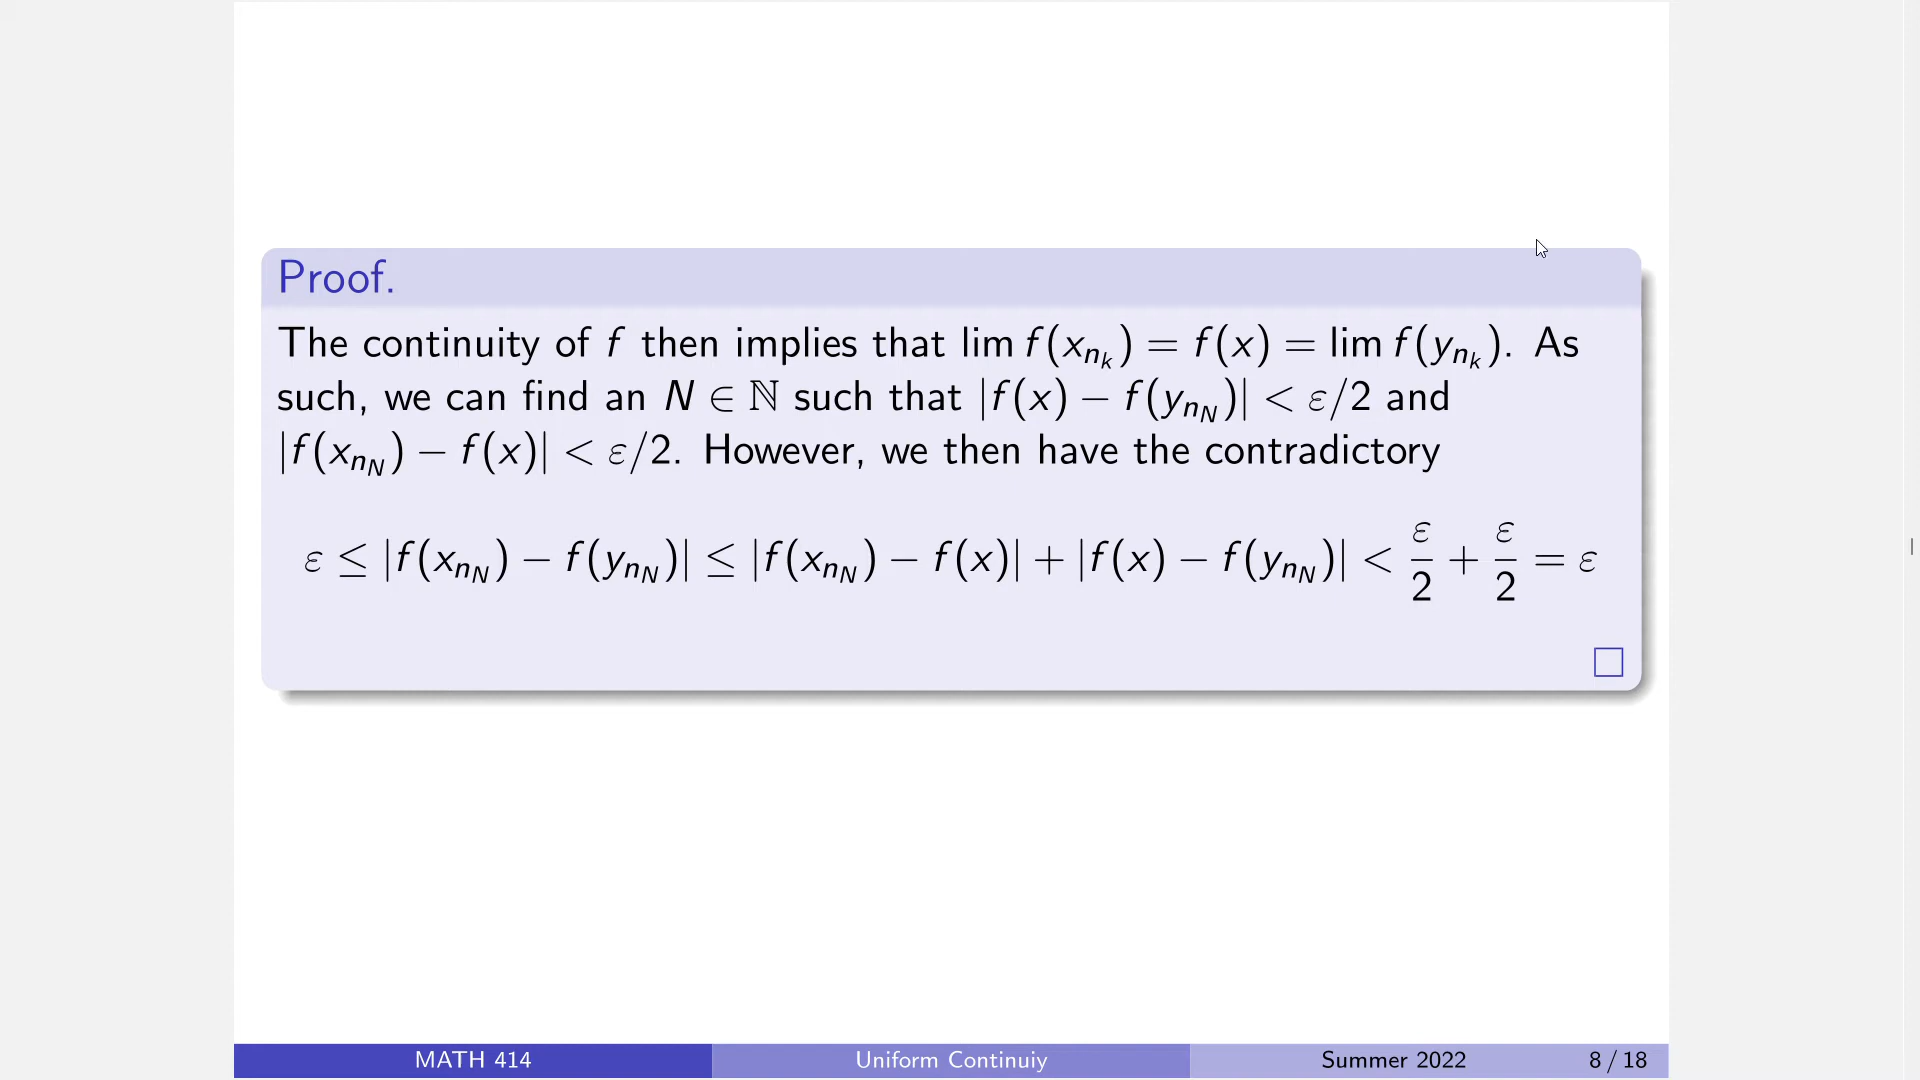 Proof.
The continuity of f then implies that lim f(x_{n_k}) = f(x) = lim f(y_{n_k}). As
such, we can find an N ∈ ℕ such that |f(x) − f(y_{n_N})| < ε/2 and
|f(x_{n_N}) − f(x)| < ε/2. However, we then have the contradictory
ε ≤ |f(x_{n_N}) − f(y_{n_N})| ≤ |f(x_{n_N}) − f(x)| + |f(x) − f(y_{n_N})| < ε/2 + ε/2 = ε
□
MATH 414 Uniform Continuiy Summer 2022 8 / 18